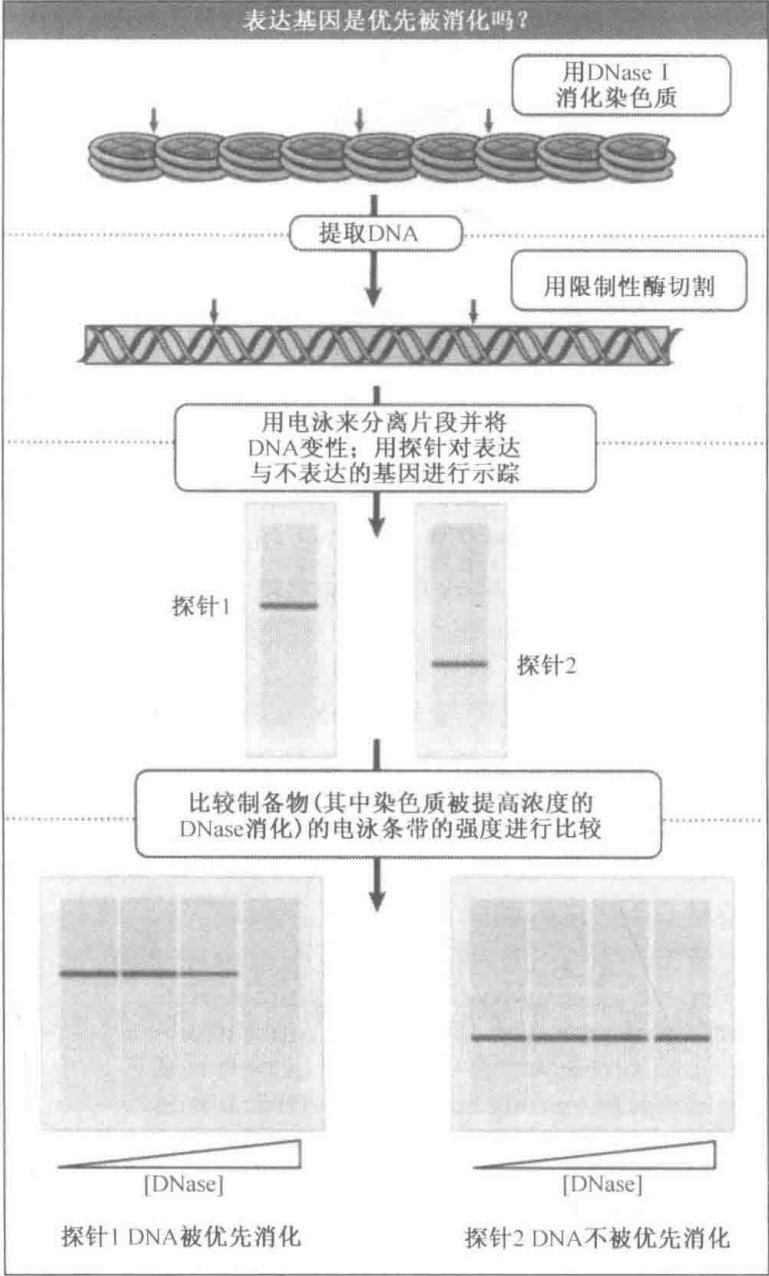 表达基因是优先被消化吗？
用DNase I
消化染色质
提取DNA
用限制性酶切割
用电泳来分离片段并将
DNA变性；用探针对表达
与不表达的基因进行示踪
探针1
探针2
比较制备物(其中染色质被提高浓度的
DNase消化)的电泳条带的强度进行比较
[DNase]
[DNase]
探针1 DNA被优先消化
探针2 DNA不被优先消化